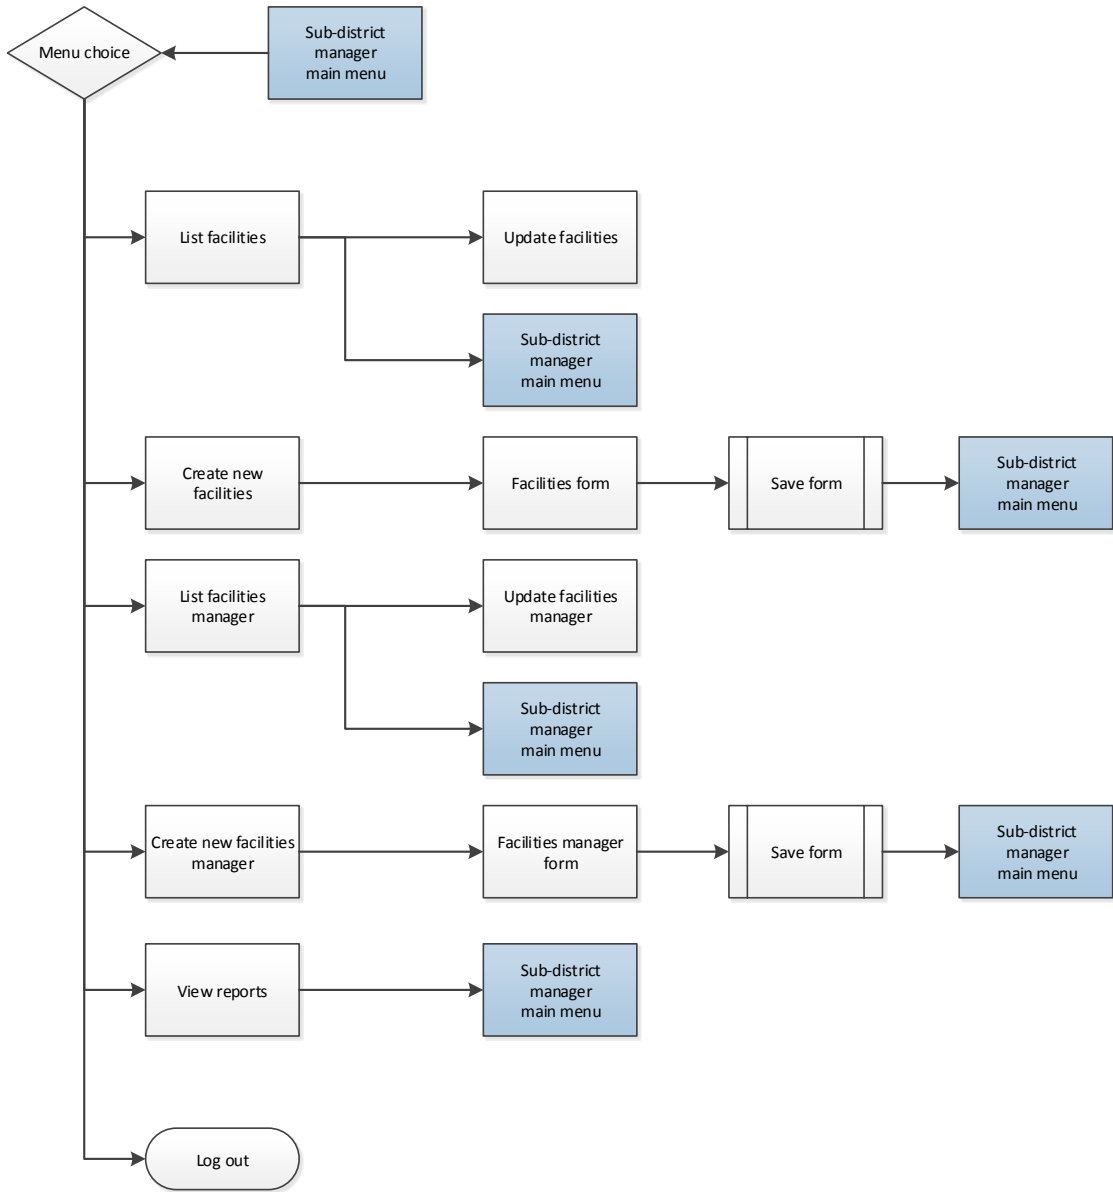 Menu choice
Sub-district
manager
main menu
List facilities
Update facilities
Sub-district
manager
main menu
Create new
facilities
Facilities form
Save form
Sub-district
manager
main menu
List facilities
manager
Update facilities
manager
Sub-district
manager
main menu
Create new facilities
manager
Facilities manager
form
Save form
Sub-district
manager
main menu
View reports
Sub-district
manager
main menu
Log out